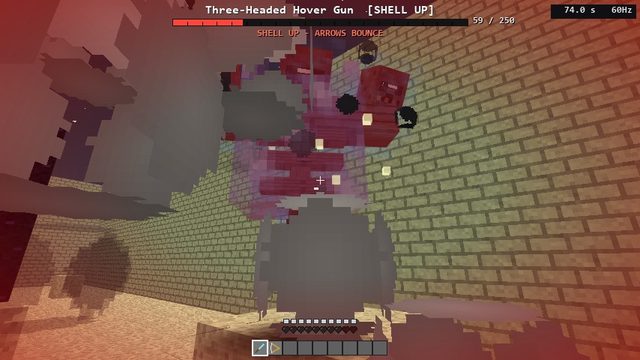 Three-Headed Hover Gun [SHELL UP]
59 / 250
74.0 s 60Hz
SHELL UP - ARROWS BOUNCE